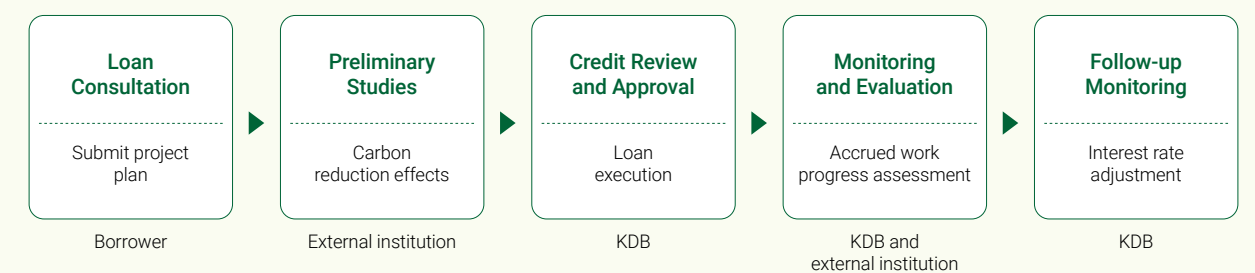 Loan
Consultation
Submit project
plan
Borrower
Preliminary
Studies
Carbon
reduction effects
External institution
Credit Review
and Approval
Loan
execution
KDB
Monitoring
and Evaluation
Accrued work
progress assessment
KDB and
external institution
Follow-up
Monitoring
Interest rate
adjustment
KDB